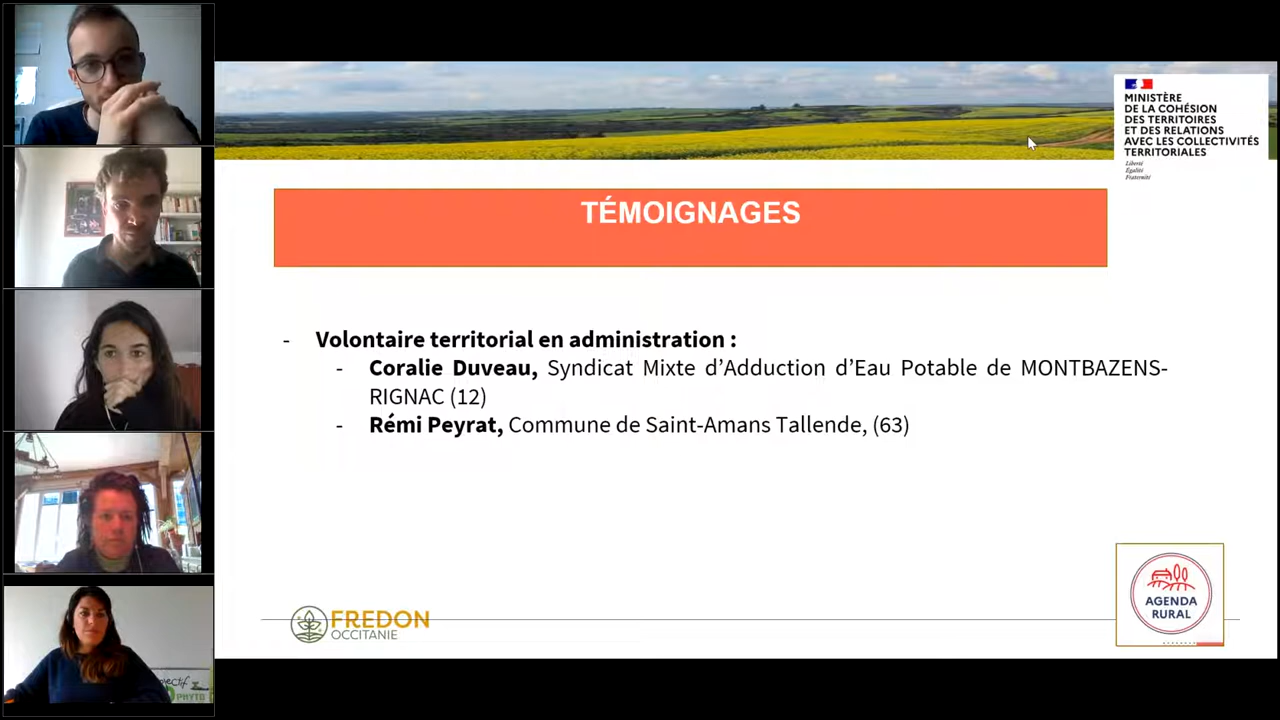 MINISTÈRE
DE LA COHÉSION
DES TERRITOIRES
ET DES RELATIONS
AVEC LES COLLECTIVITÉS
TERRITORIALES
Liberté
Égalité
Fraternité
TÉMOIGNAGES
- Volontaire territorial en administration :
- Coralie Duveau, Syndicat Mixte d’Adduction d’Eau Potable de MONTBAZENS-
RIGNAC (12)
- Rémi Peyrat, Commune de Saint-Amans Tallende, (63)
FREDON
OCCITANIE
AGENDA
RURAL
PHYTO